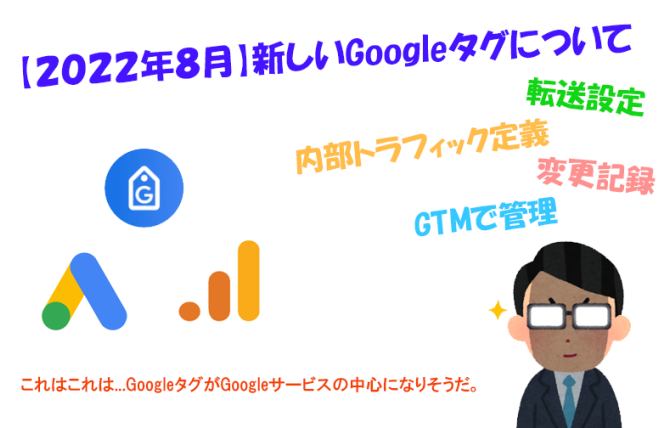 【2022年8月】新しいGoogleタグについて
転送設定
内部トラフィック定義
変更記録
GTMで管理
G
これはこれは...GoogleタグがGoogleサービスの中心になりそうだ。